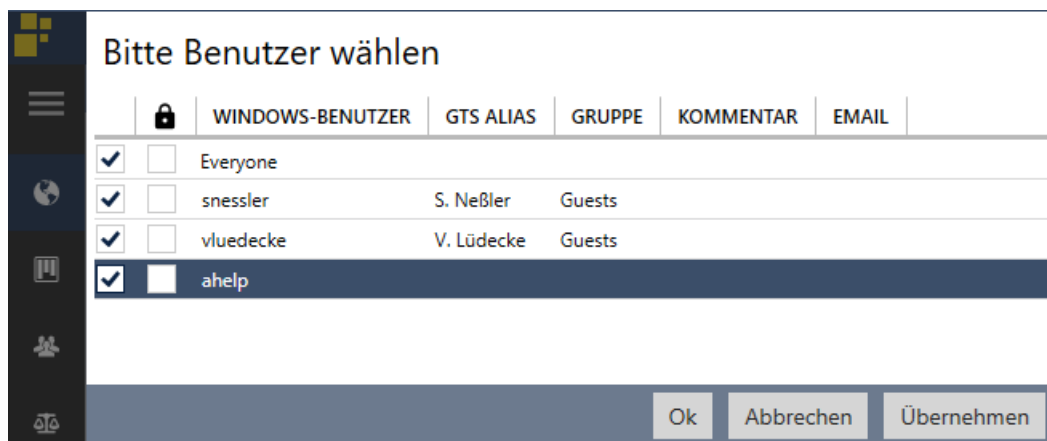 Bitte Benutzer wählen
WINDOWS-BENUTZER GTS ALIAS GRUPPE KOMMENTAR EMAIL
Everyone
snessler S. Neßler Guests
vluedecke V. Lüdecke Guests
ahelp
Ok Abbrechen Übernehmen